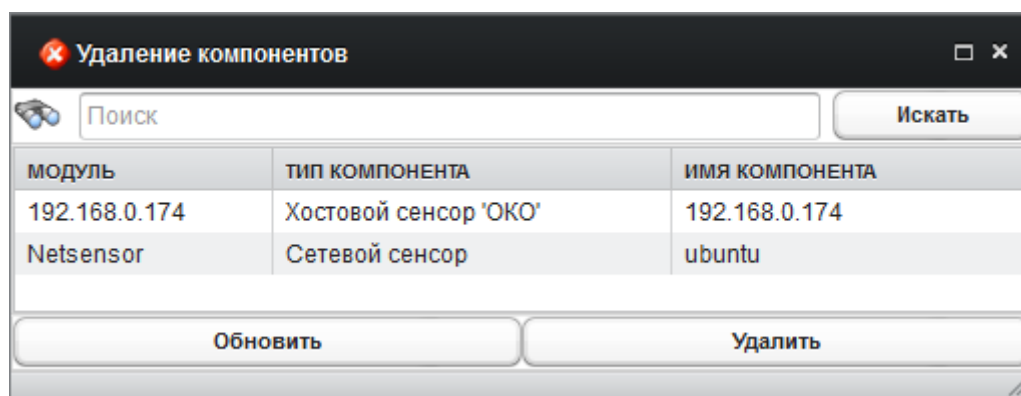 Удаление компонентов
Поиск Искать
МОДУЛЬ ТИП КОМПОНЕНТА ИМЯ КОМПОНЕНТА
192.168.0.174 Хостовой сенсор 'ОКО' 192.168.0.174
Netsensor Сетевой сенсор ubuntu
Обновить Удалить